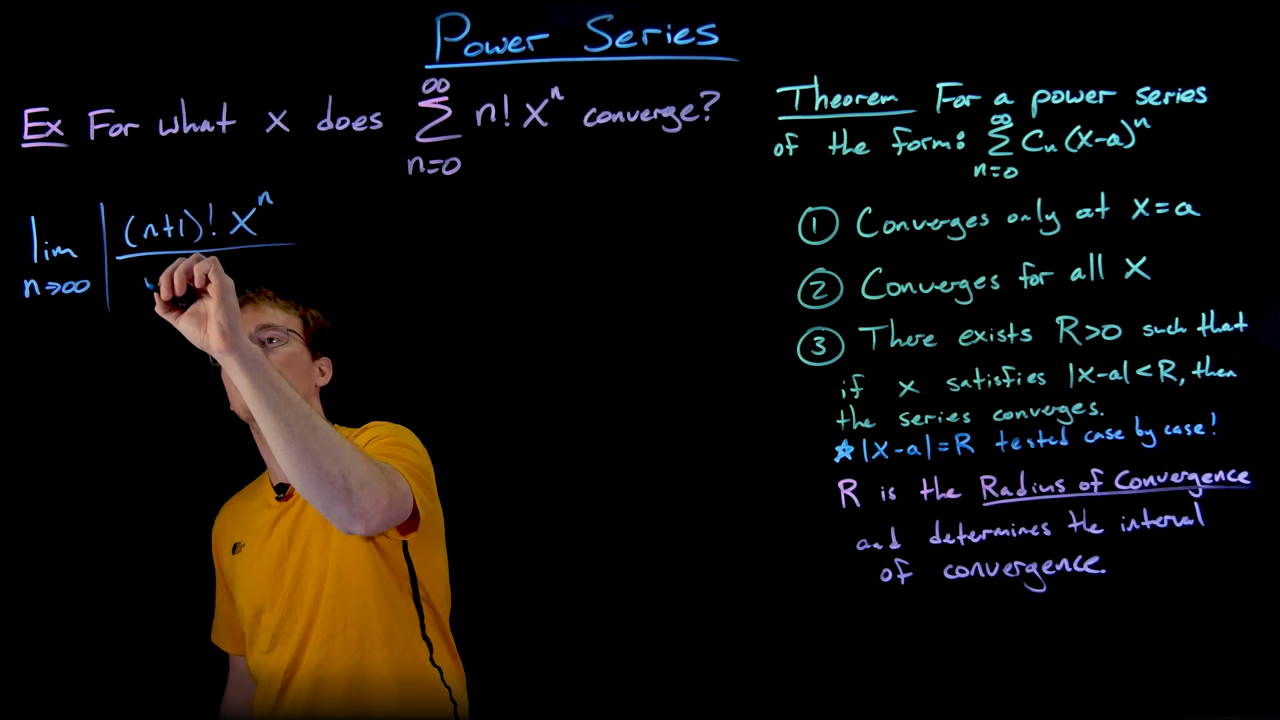 Power Series
Ex For what x does ∞ Σ n=0 n! x^n converge?
lim n→∞ | (n+1)! x^n
Theorem For a power series
of the form: ∞ Σ n=0 Cn (x-a)^n
① Converges only at x=a
② Converges for all x
③ There exists R>0 such that
if x satisfies |x-a|<R, then
the series converges.
☆ |x-a|=R tested case by case!
R is the Radius of Convergence
and determines the interval
of convergence.